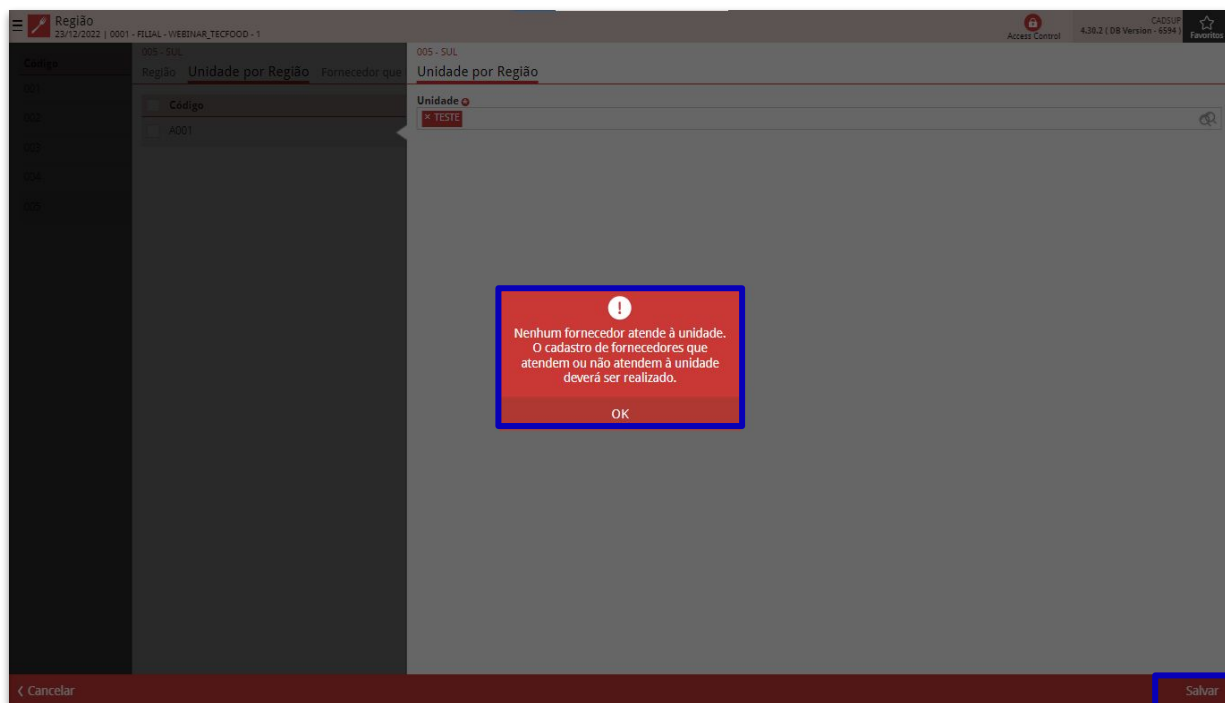 Região
23/12/2022 | 0001 - FILIAL - WEBINAR_TECFOOD - 1
Access Control
CADSUP
4.30.2 ( DB Version - 6594 )
Favoritos
Código
001
002
003
004
005
005 - SUL
Região Unidade por Região Fornecedor que
Código
A001
005 - SUL
Unidade por Região
Unidade
× TESTE
Nenhum fornecedor atende à unidade.
O cadastro de fornecedores que
atendem ou não atendem à unidade
deverá ser realizado.
OK
Cancelar
Salvar